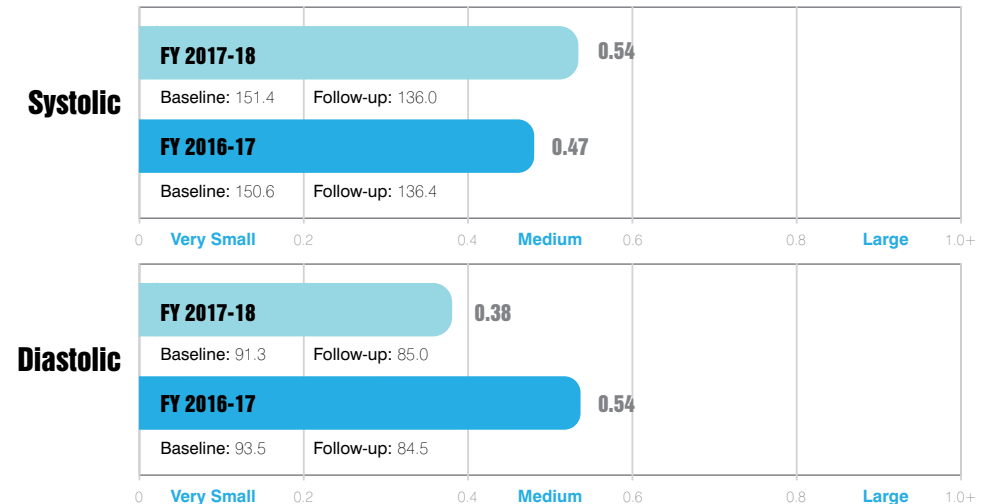 Systolic
FY 2017-18
0.54
Baseline: 151.4 Follow-up: 136.0
FY 2016-17
0.47
Baseline: 150.6 Follow-up: 136.4
0 Very Small 0.2 0.4 Medium 0.6 0.8 Large 1.0+
Diastolic
FY 2017-18
0.38
Baseline: 91.3 Follow-up: 85.0
FY 2016-17
0.54
Baseline: 93.5 Follow-up: 84.5
0 Very Small 0.2 0.4 Medium 0.6 0.8 Large 1.0+